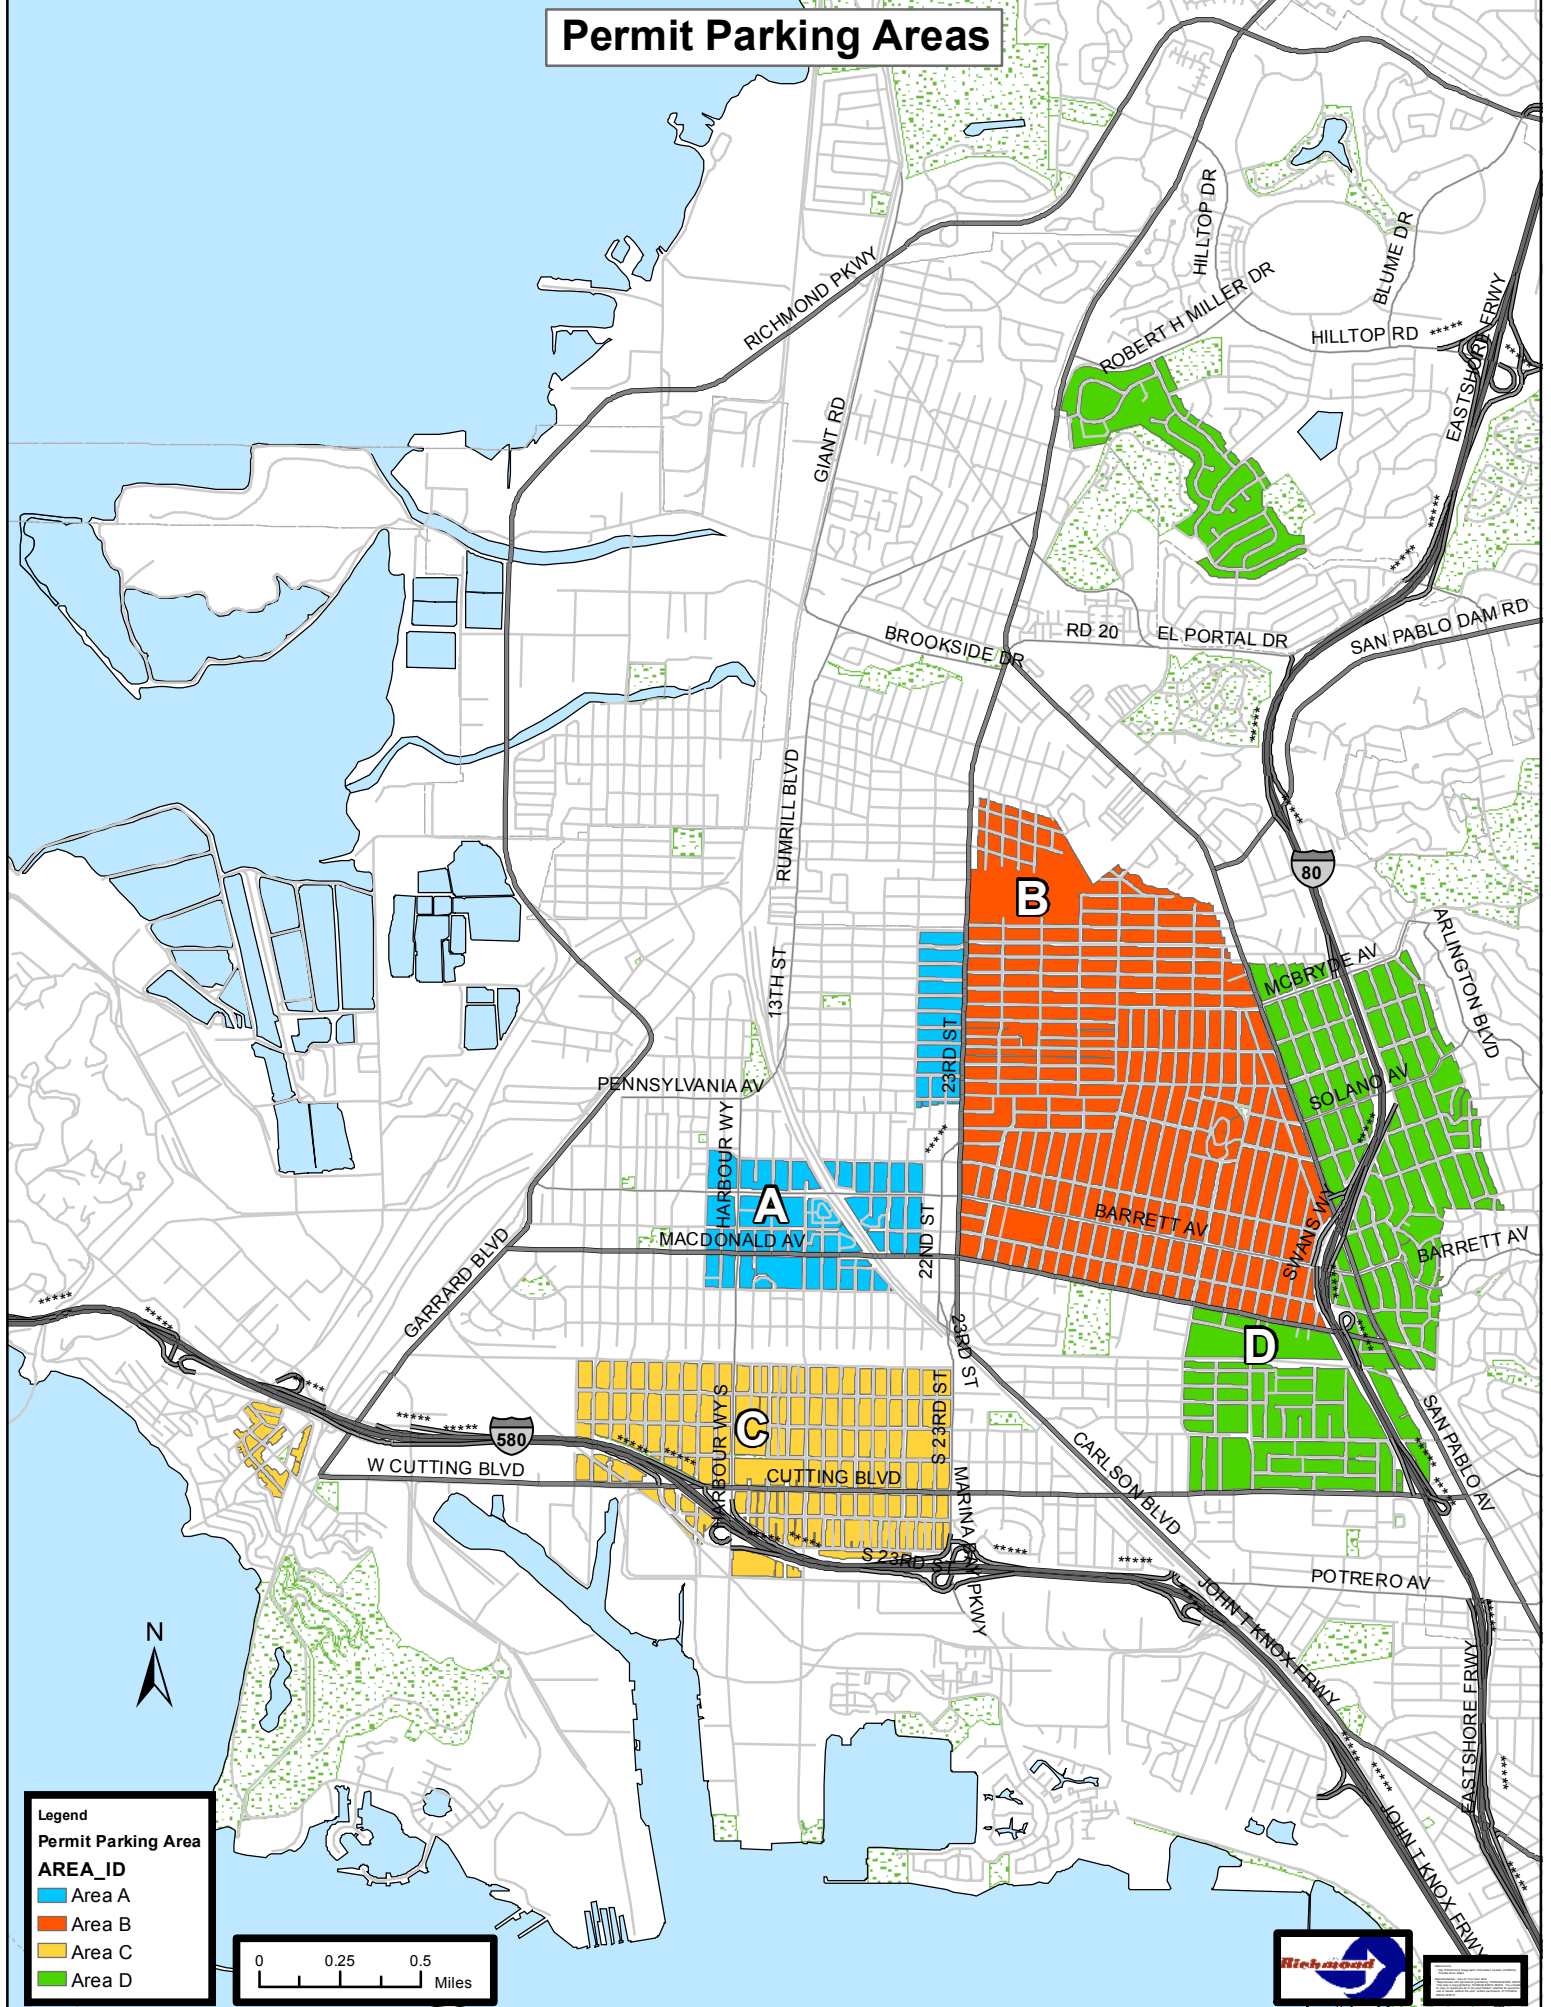 Permit Parking Areas
HILLTOP DR
BLUME DR
RICHMOND PKWY
ROBERT H MILLER DR
HILLTOP RD
*****
*****
EASTSHORE FRWY
GIANT RD
*****
*****
BROOKSIDE DR
RD 20
EL PORTAL DR
SAN PABLO DAM RD
*****
*****
RUMRILL BLVD
80
B
ARLINGTON BLVD
MCBRYDE AV
13TH ST
23RD ST
PENNSYLVANIA AV
SOLANO AV
HARBOUR WY
*****
*****
A
22ND ST
BARRETT AV
SWANS WY
BARRETT AV
MACDONALD AV
GARRARD BLVD
*****
*****
*****
*****
23RD ST
D
*****
HARBOUR WY S
S 23RD ST
C
SAN PABLO AV
*****
*****
580
*****
*****
CARLSON BLVD
*****
*****
W CUTTING BLVD
CUTTING BLVD
MARINA BAY PKWY
*****
*****
S 23RD ST
*****
*****
*****
POTRERO AV
JOHN T KNOX FRWY
*****
N
EASTSHORE FRWY
*****
*****
*****
JOHN T KNOX FRWY
*****
Legend
Permit Parking Area
AREA_ID
Area A
Area B
Area C
Area D
0 0.25 0.5
Miles
Richmond